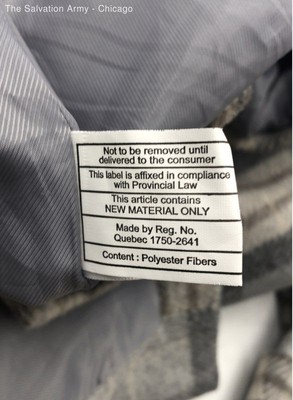 The Salvation Army - Chicago
Not to be removed until
delivered to the consumer
This label is affixed in compliance
with Provincial Law
This article contains
NEW MATERIAL ONLY
Made by Reg. No.
Quebec 1750-2641
Content : Polyester Fibers